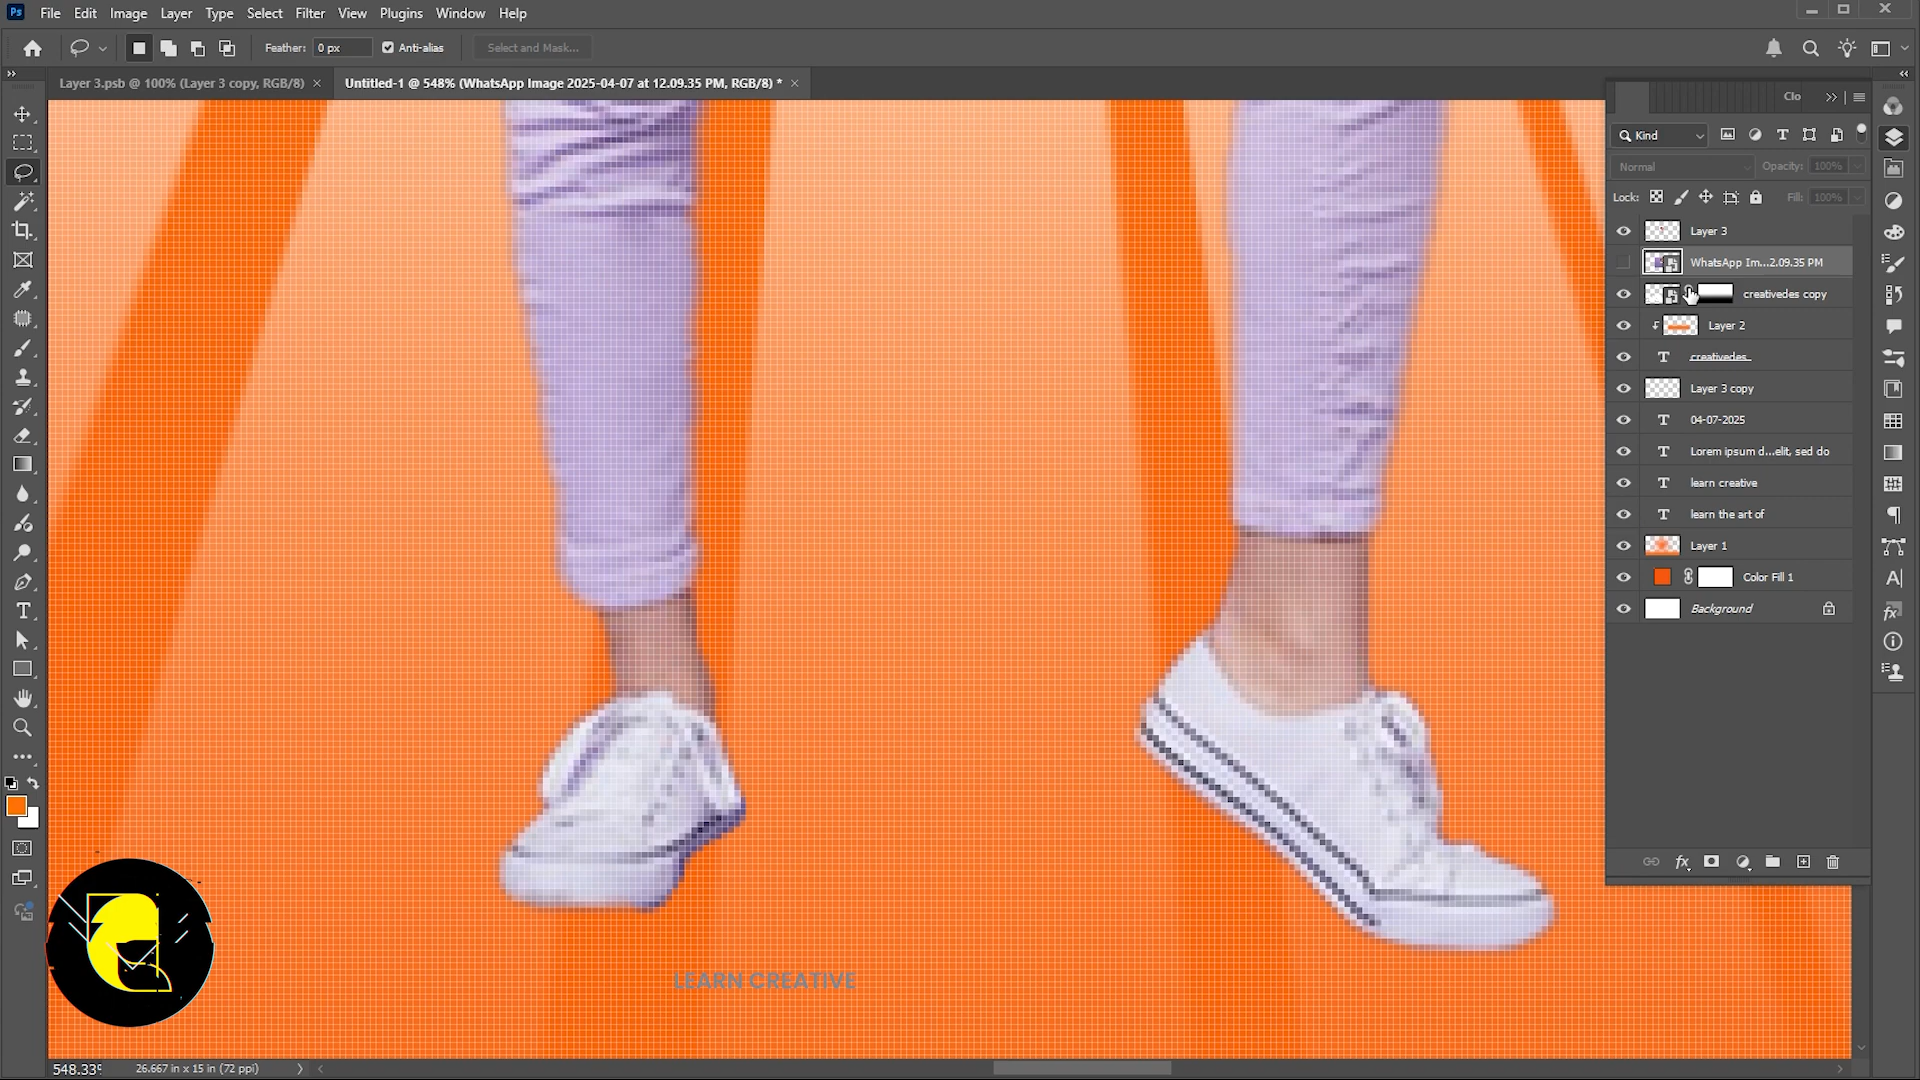 Ps File Edit Image Layer Type Select Filter View Plugins Window Help
Feather: 0 px Anti-alias Select and Mask...
Layer 3.psb @ 100% (Layer 3 copy, RGB/8) × Untitled-1 @ 548% (WhatsApp Image 2025-04-07 at 12.09.35 PM, RGB/8) * ×
Clo
Kind
Normal Opacity: 100%
Lock: Fill: 100%
Layer 3
WhatsApp Im...2.09.35 PM
creativedes copy
Layer 2
T creativedes
Layer 3 copy
T 04-07-2025
T Lorem ipsum d...elit, sed do
T learn creative
T learn the art of
Layer 1
Color Fill 1
Background
fx
LEARN CREATIVE
548.33% 26.667 in x 15 in (72 ppi)